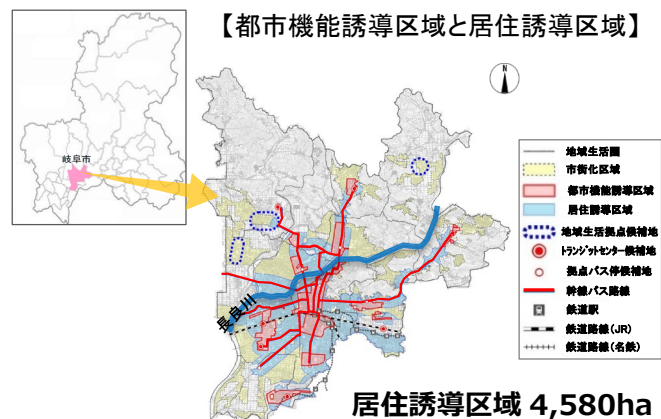 【都市機能誘導区域と居住誘導区域】
N
岐阜市
地域生活圏
市街化区域
都市機能誘導区域
居住誘導区域
地域生活拠点候補地
トランジットセンター候補地
拠点バス停候補地
幹線バス路線
鉄道駅
鉄道路線(JR)
鉄道路線(名鉄)
長良川
居住誘導区域 4,580ha